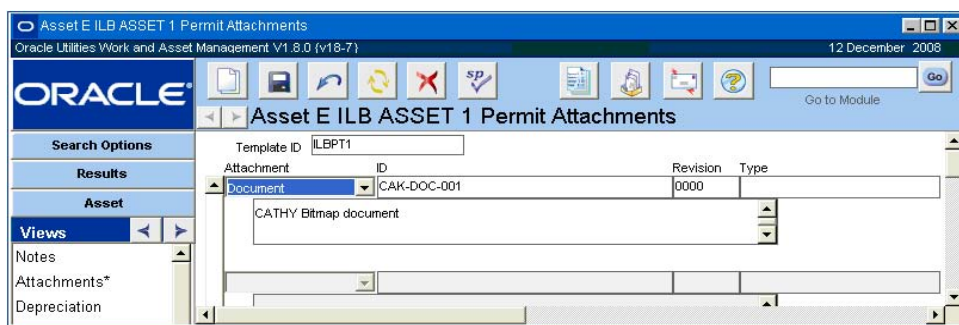 Asset E ILB ASSET 1 Permit Attachments
Oracle Utilities Work and Asset Management V1.8.0 (v18-7) 12 December 2008
ORACLE®
sp
Go
Go to Module
Asset E ILB ASSET 1 Permit Attachments
Search Options
Results
Asset
Views
Notes
Attachments*
Depreciation
Template ID ILBPT1
Attachment ID Revision Type
Document CAK-DOC-001 0000
CATHY Bitmap document